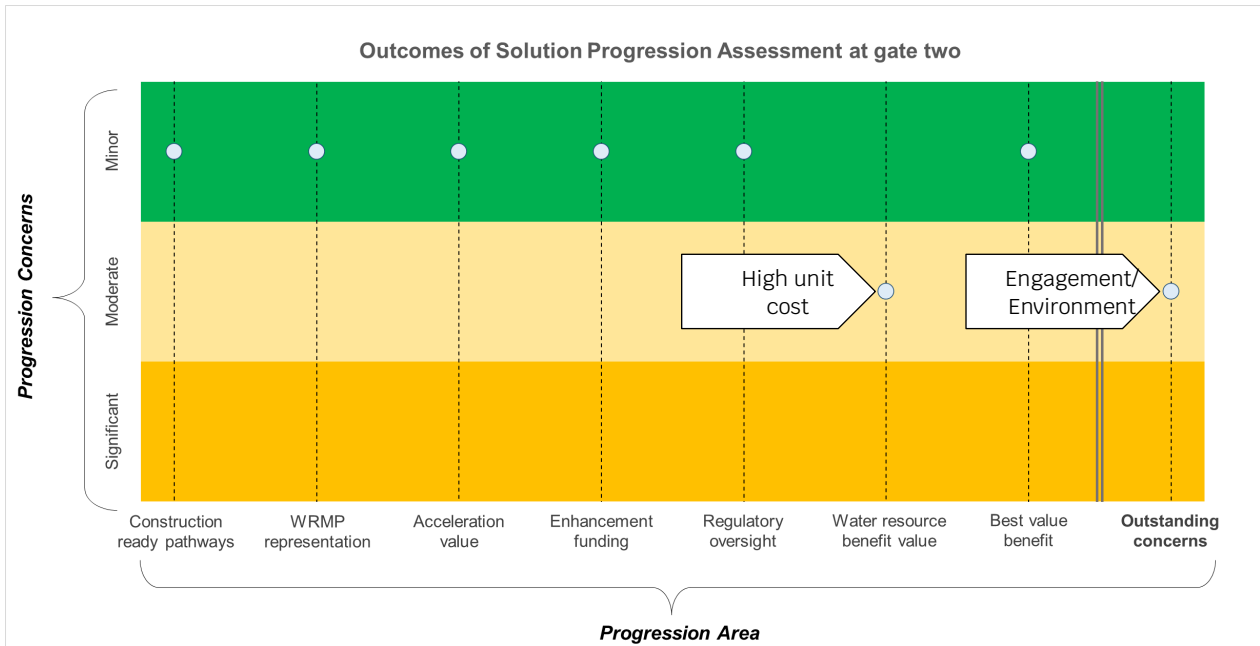 Outcomes of Solution Progression Assessment at gate two
Progression Concerns
Minor
Moderate
Significant
High unit
cost
Engagement/
Environment
Construction
ready pathways
WRMP
representation
Acceleration
value
Enhancement
funding
Regulatory
oversight
Water resource
benefit value
Best value
benefit
Outstanding
concerns
Progression Area